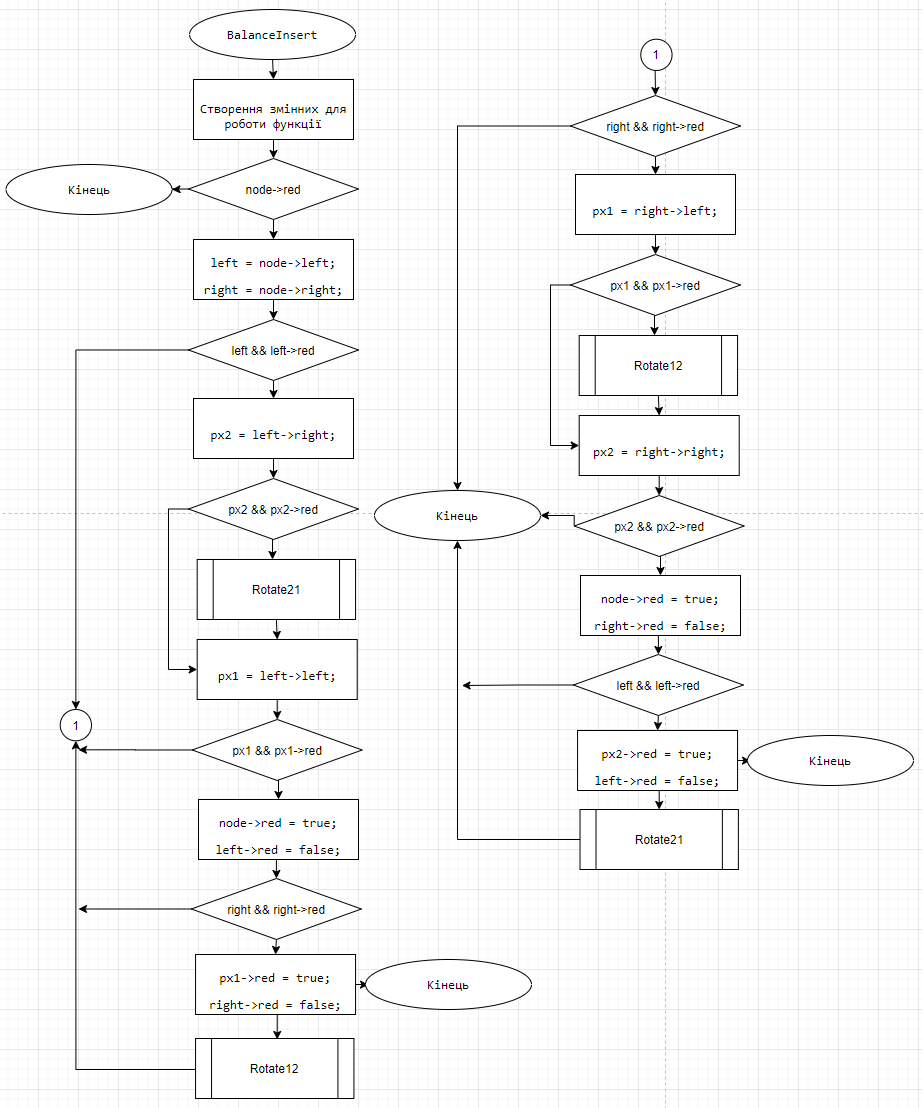 BalanceInsert
Створення змінних для
роботи функції
node->red
Кінець
left = node->left;
right = node->right;
left && left->red
px2 = left->right;
px2 && px2->red
Rotate21
px1 = left->left;
1
px1 && px1->red
node->red = true;
left->red = false;
right && right->red
px1->red = true;
right->red = false;
Кінець
Rotate12
1
right && right->red
px1 = right->left;
px1 && px1->red
Rotate12
px2 = right->right;
Кінець
px2 && px2->red
node->red = true;
right->red = false;
left && left->red
px2->red = true;
left->red = false;
Кінець
Rotate21